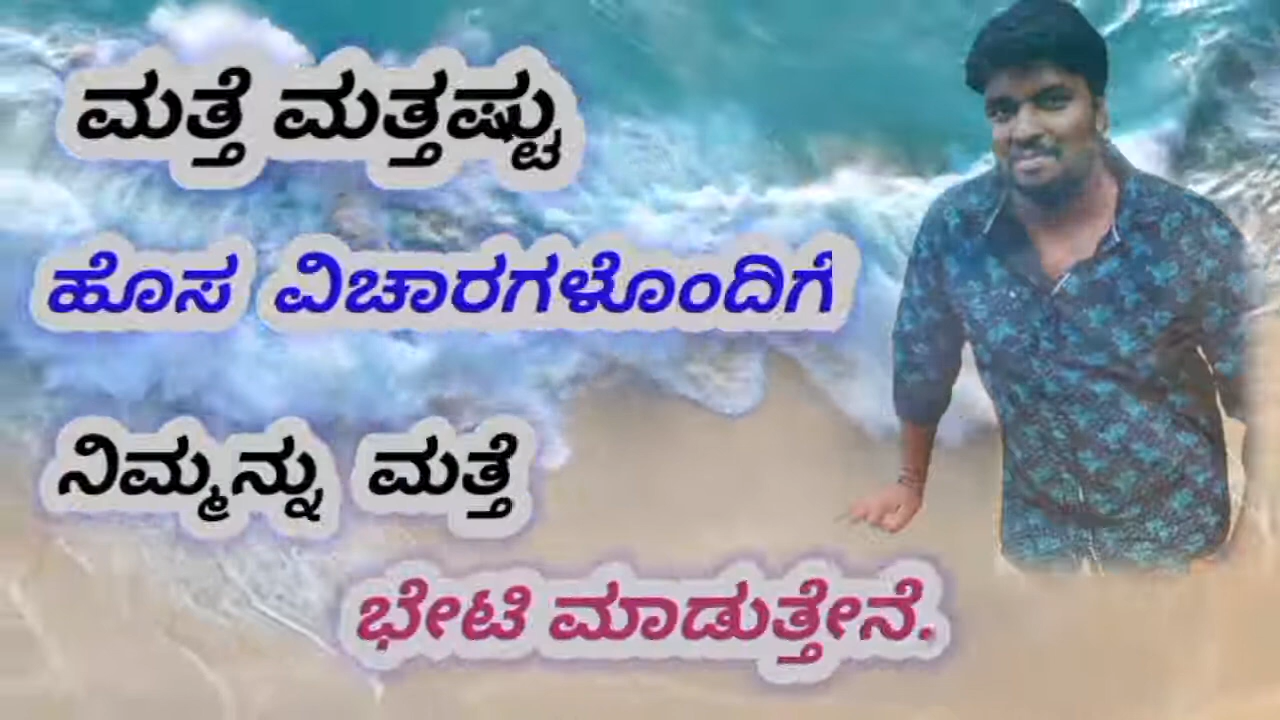 ಮತ್ತೆ ಮತ್ತಷ್ಟು
ಹೊಸ ವಿಚಾರಗಳೊಂದಿಗೆ
ನಿಮ್ಮನ್ನು ಮತ್ತೆ
ಭೇಟಿ ಮಾಡುತ್ತೇನೆ.